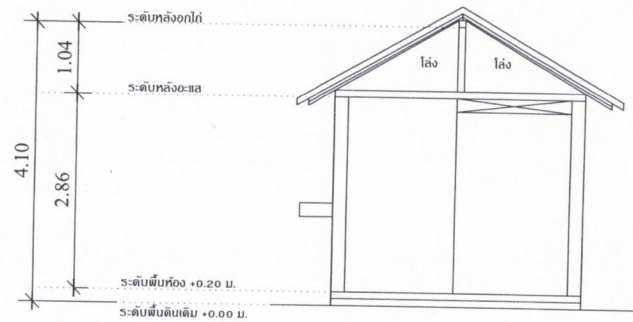 ระดับหลังอกไก่
โล่ง
โล่ง
1.04
ระดับหลังอะเส
4.10
2.86
ระดับพื้นห้อง +0.20 ม.
ระดับพื้นดินเดิม +0.00 ม.